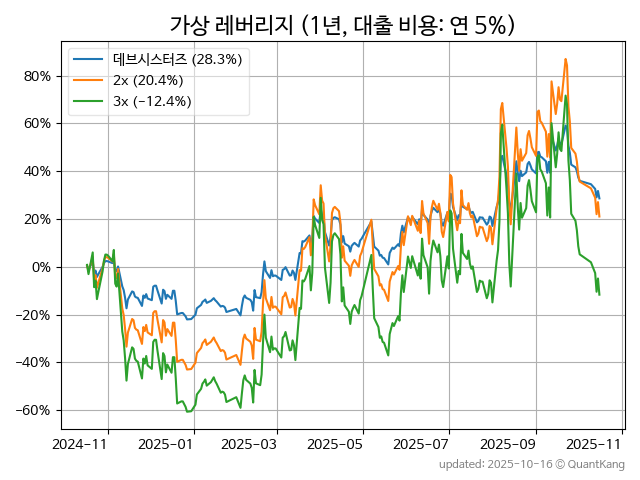 가상 레버리지 (1년, 대출 비용: 연 5%)
데브시스터즈 (28.3%)
2x (20.4%)
3x (−12.4%)
80%
60%
40%
20%
0%
−20%
−40%
−60%
2024-11 2025-01 2025-03 2025-05 2025-07 2025-09 2025-11
updated: 2025-10-16 © QuantKang